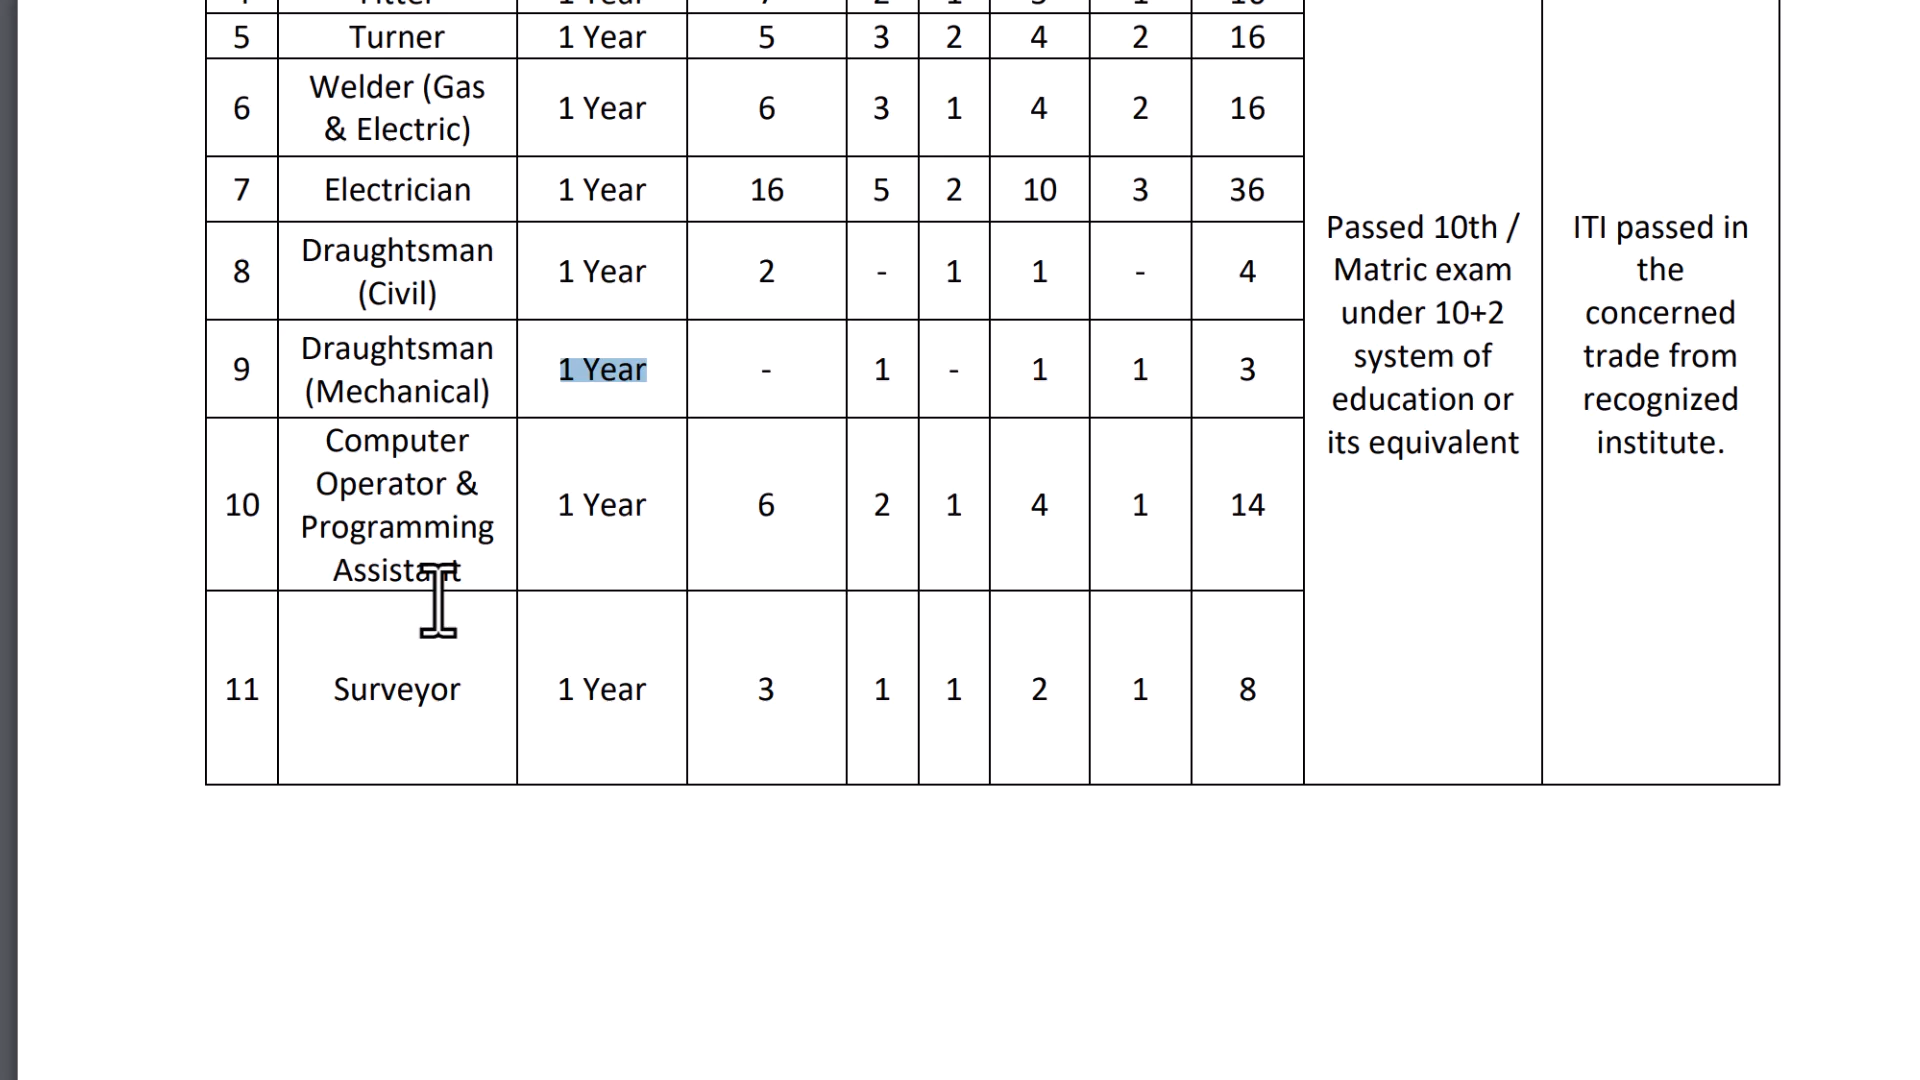 5 Turner 1 Year 5 3 2 4 2 16
6 Welder (Gas
& Electric) 1 Year 6 3 1 4 2 16
7 Electrician 1 Year 16 5 2 10 3 36
8 Draughtsman
(Civil) 1 Year 2 - 1 1 - 4
9 Draughtsman
(Mechanical) 1 Year - 1 - 1 1 3
10 Computer
Operator &
Programming
Assistant 1 Year 6 2 1 4 1 14
11 Surveyor 1 Year 3 1 1 2 1 8
Passed 10th /
Matric exam
under 10+2
system of
education or
its equivalent
ITI passed in
the
concerned
trade from
recognized
institute.